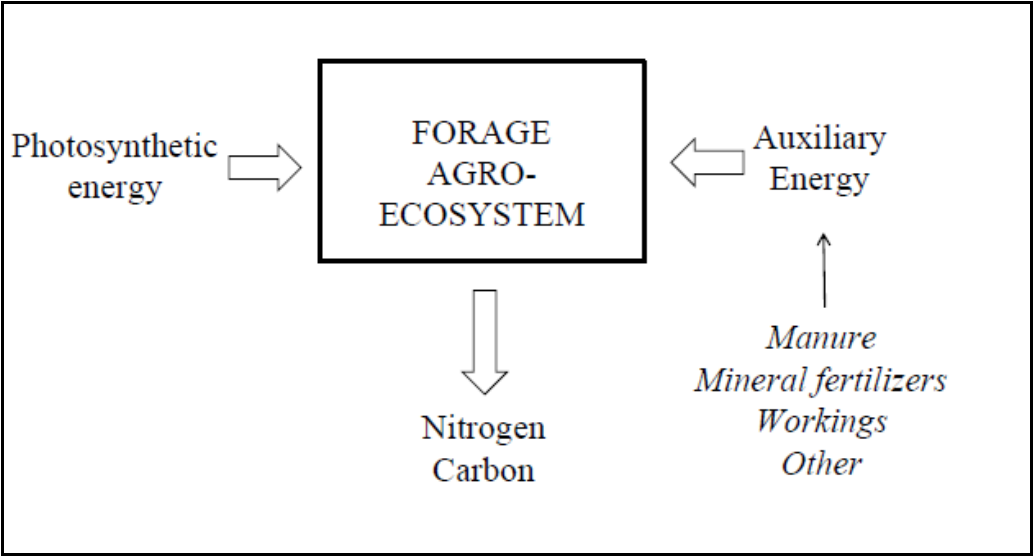 Photosynthetic
energy
FORAGE
AGRO-
ECOSYSTEM
Auxiliary
Energy
Manure
Mineral fertilizers
Workings
Other
Nitrogen
Carbon